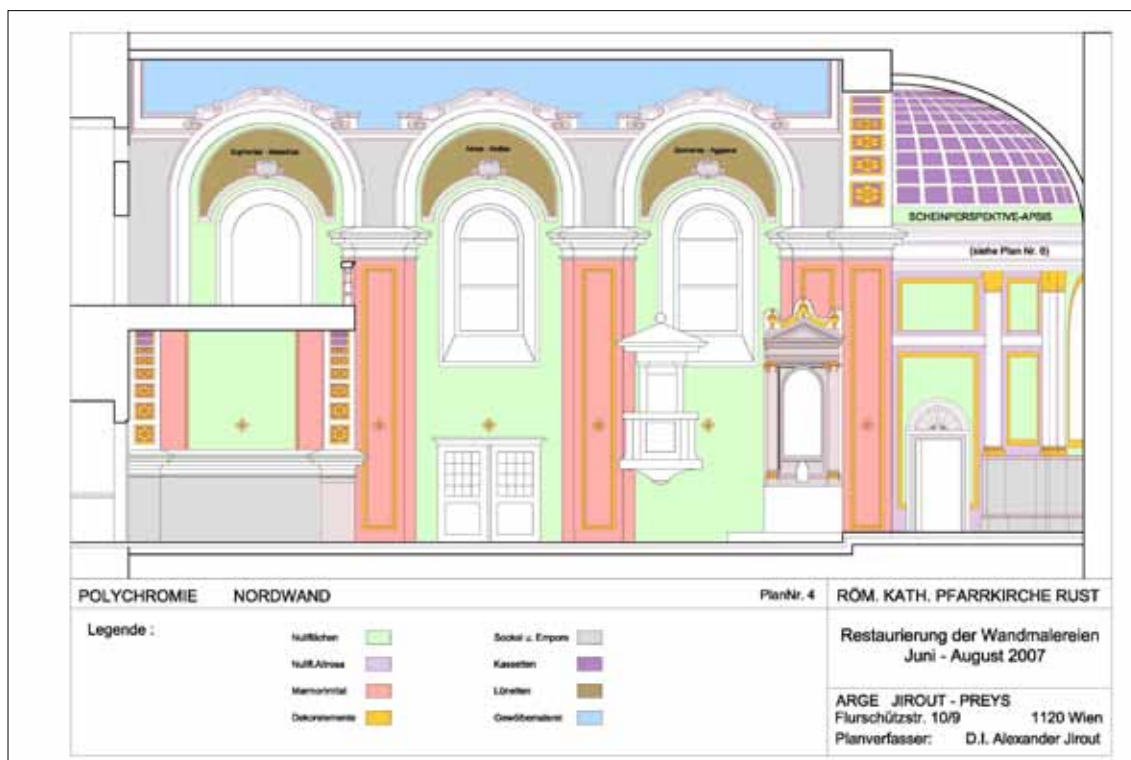 SCHEINPERSPEKTIVE-APSIS
(siehe Plan Nr. 6)
POLYCHROMIE NORDWAND
PlanNr. 4
RÖM. KATH. PFARRKIRCHE RUST
Legende :
Nullflächen
Nullfl.Altrosa
Marmorimitat
Dekorelemente
Sockel u. Empore
Kassetten
Lünetten
Gewölbemalerei
Restaurierung der Wandmalereien
Juni - August 2007
ARGE JIROUT - PREYS
Flurschützstr. 10/9 1120 Wien
Planverfasser: D.I. Alexander Jirout